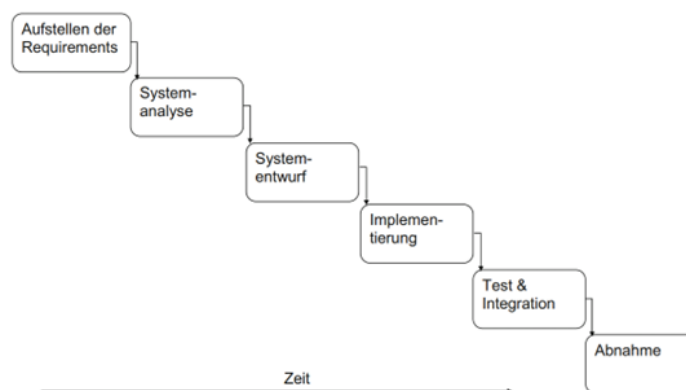 Aufstellen der
Requirements
System-
analyse
System-
entwurf
Implemen-
tierung
Test &
Integration
Abnahme
Zeit